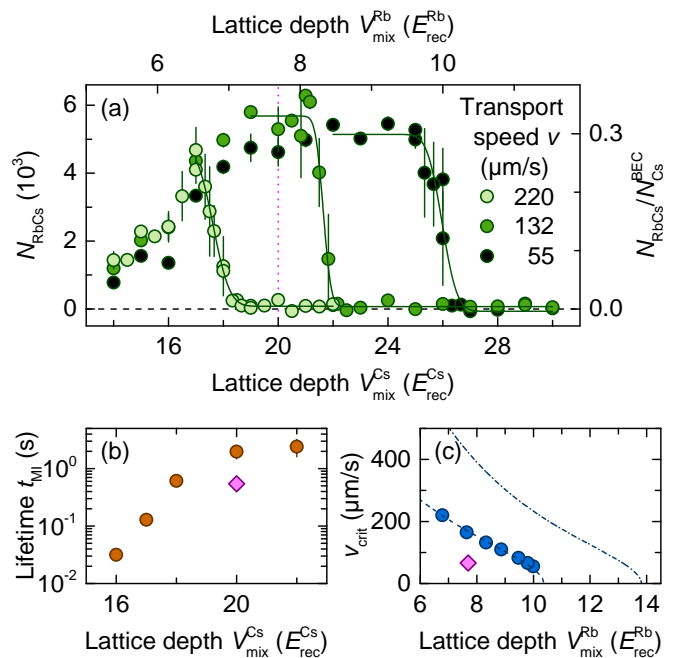 Lattice depth V_mix^Rb (E_rec^Rb)
6 8 10
(a)
Transport
speed v
(μm/s)
220
132
55
N_RbCs (10^3)
6
4
2
0
N_RbCs/N_Cs^BEC
0.3
0.0
16 20 24 28
Lattice depth V_mix^Cs (E_rec^Cs)
(b)
Lifetime t_MI (s)
10^0
10^-1
10^-2
16 18 20 22
Lattice depth V_mix^Cs (E_rec^Cs)
(c)
v_crit (μm/s)
400
200
0
6 8 10 12 14
Lattice depth V_mix^Rb (E_rec^Rb)